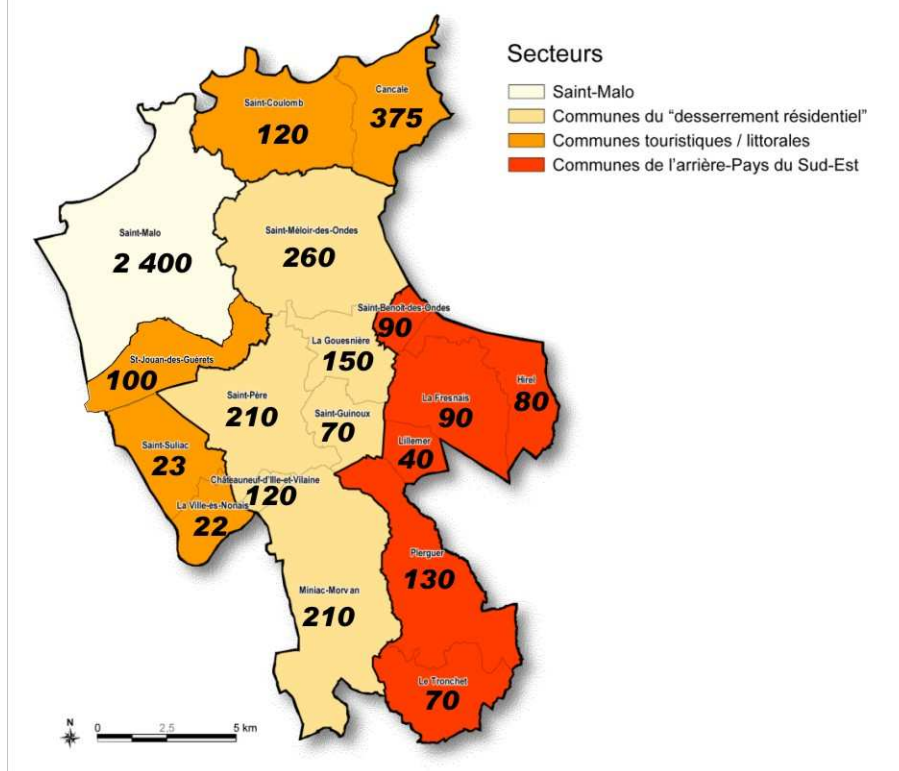 Secteurs
Saint-Malo
Communes du “desserrement résidentiel”
Communes touristiques / littorales
Communes de l’arrière-Pays du Sud-Est
Cancale
375
Saint-Coulomb
120
Saint-Malo
2 400
Saint-Méloir-des-Ondes
260
Saint-Benoît-des-Ondes
90
La Gouesnière
150
St-Jouan-des-Guérets
100
Hirel
80
Saint-Père
210
La Fresnais
90
Saint-Guinoux
70
Lillemer
40
Saint-Suliac
23
Châteauneuf-d'Ille-et-Vilaine
120
La Ville-ès-Nonais
22
Plerguer
130
Miniac-Morvan
210
Le Tronchet
70
N
0 2,5 5 km